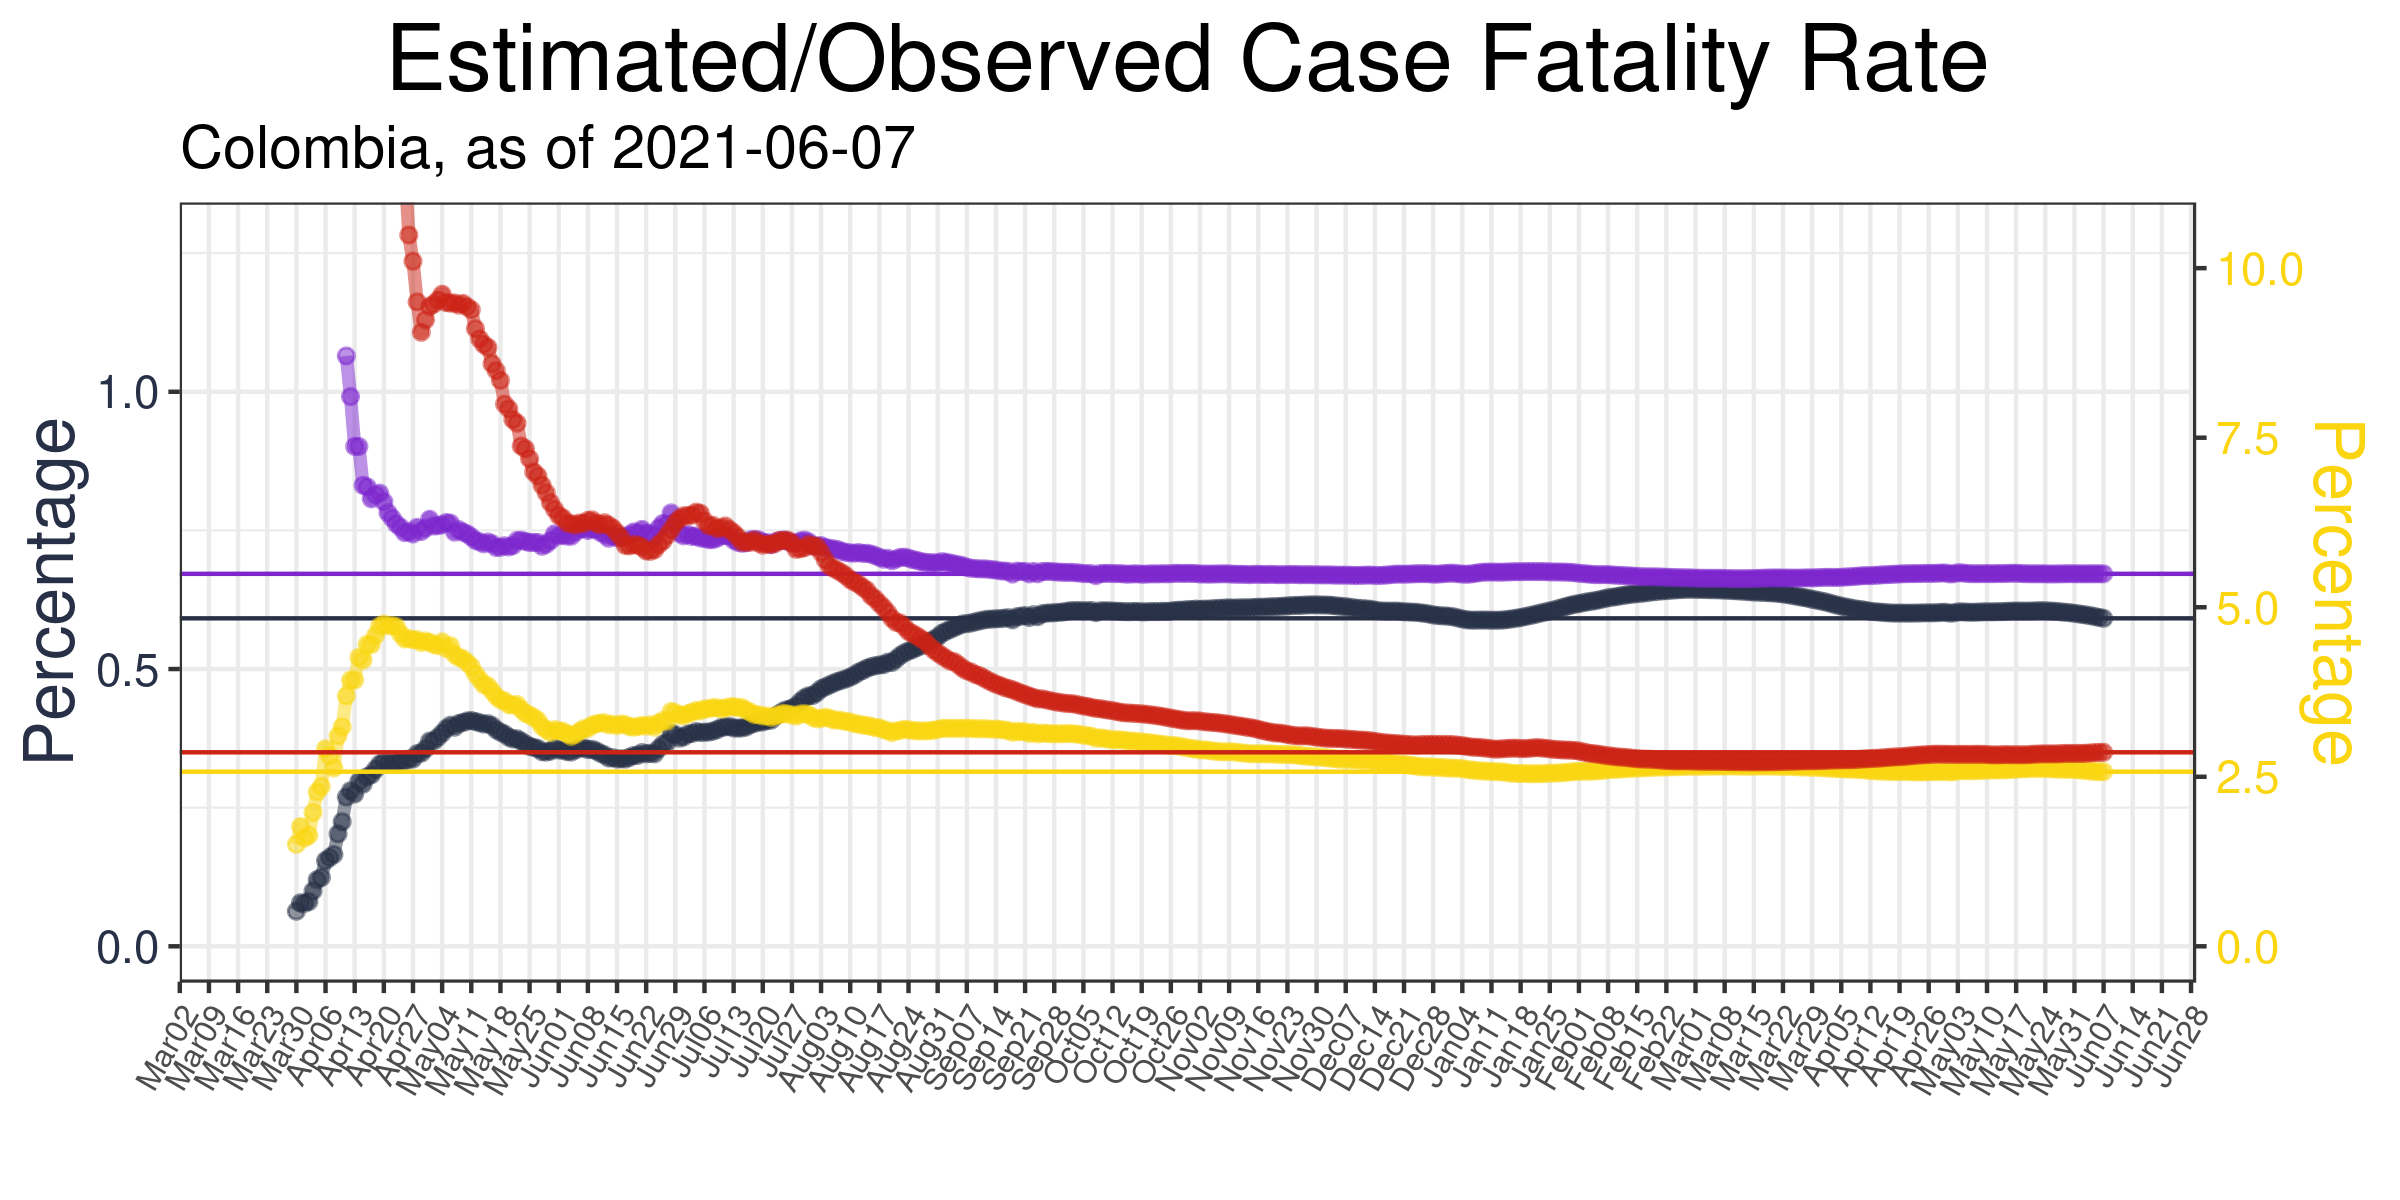 Estimated/Observed Case Fatality Rate
Colombia, as of 2021-06-07
Percentage
1.0
0.5
0.0
10.0
7.5
5.0
2.5
0.0
Percentage
Mar02
Mar09
Mar16
Mar23
Mar30
Apr06
Apr13
Apr20
Apr27
May04
May11
May18
May25
Jun01
Jun08
Jun15
Jun22
Jun29
Jul06
Jul13
Jul20
Jul27
Aug03
Aug10
Aug17
Aug24
Aug31
Sep07
Sep14
Sep21
Sep28
Oct05
Oct12
Oct19
Oct26
Nov02
Nov09
Nov16
Nov23
Nov30
Dec07
Dec14
Dec21
Dec28
Jan04
Jan11
Jan18
Jan25
Feb01
Feb08
Feb15
Feb22
Mar01
Mar08
Mar15
Mar22
Mar29
Apr05
Apr12
Apr19
Apr26
May03
May10
May17
May24
May31
Jun07
Jun14
Jun21
Jun28